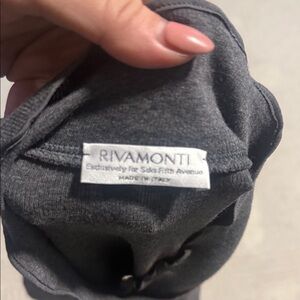 RIVAMONTI
Exclusively for Saks Fifth Avenue
MADE IN ITALY